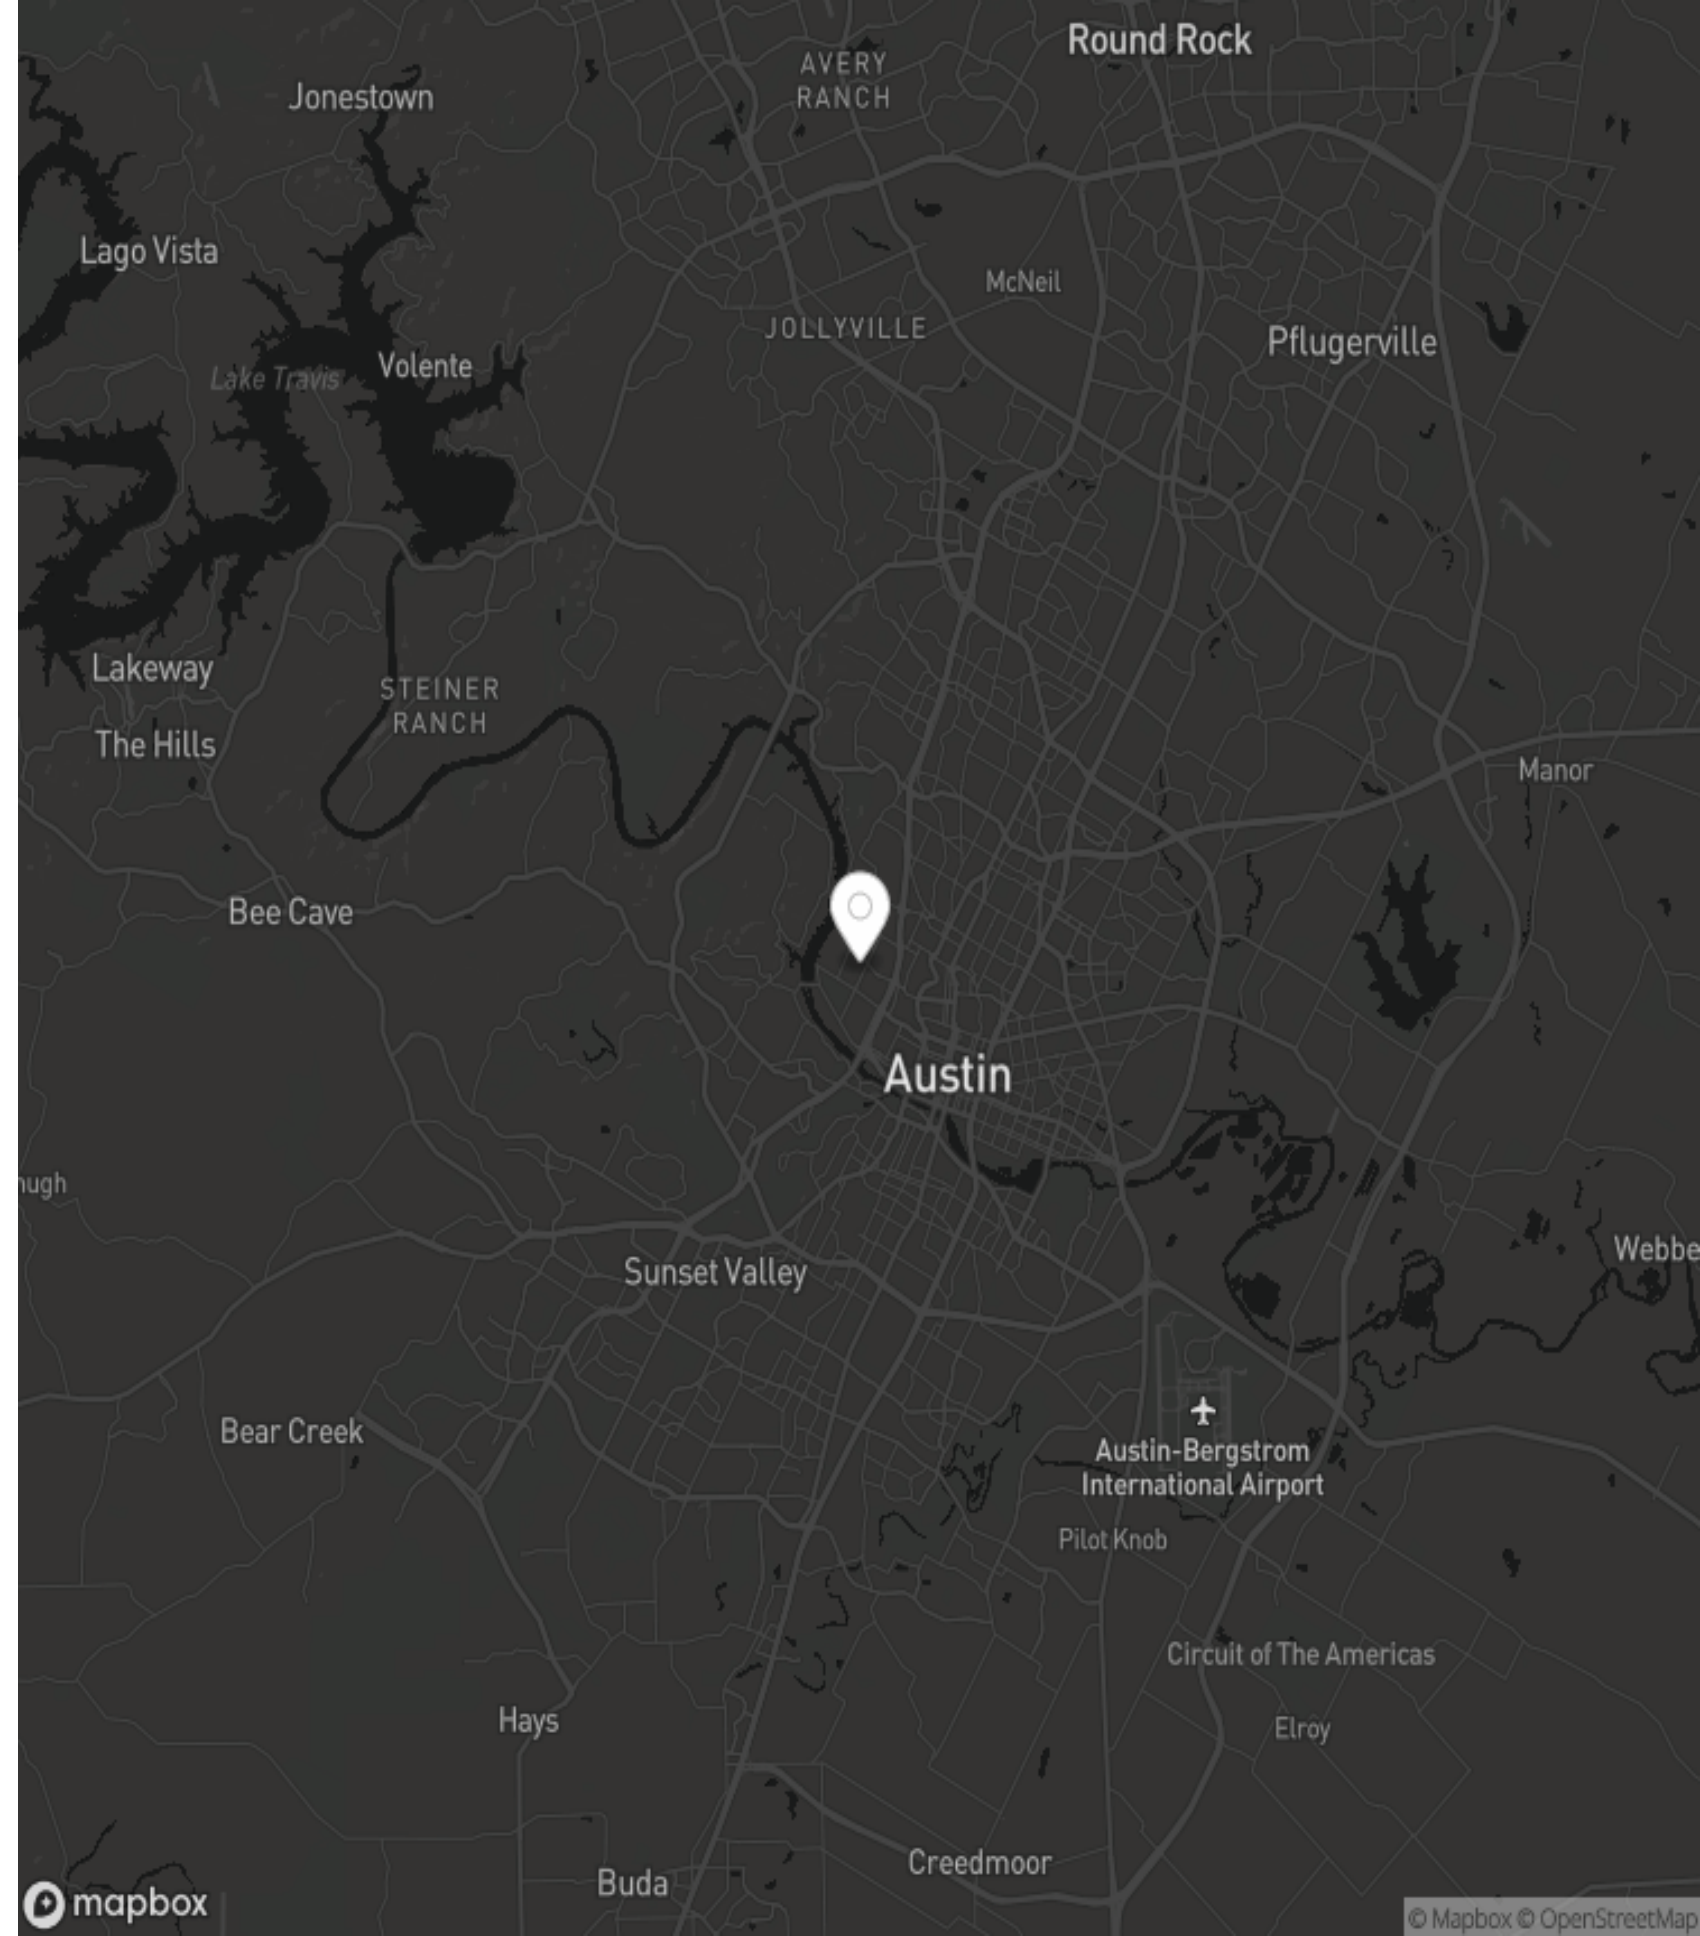 Round Rock
AVERY
RANCH
Jonestown
Lago Vista
McNeil
JOLLYVILLE
Pflugerville
Volente
Lake Travis
Lakeway
STEINER
RANCH
The Hills
Manor
Bee Cave
Austin
ugh
Webbe
Sunset Valley
Bear Creek
Austin-Bergstrom
International Airport
Pilot Knob
Circuit of The Americas
Hays
Elroy
Creedmoor
Buda
mapbox
© Mapbox © OpenStreetMap